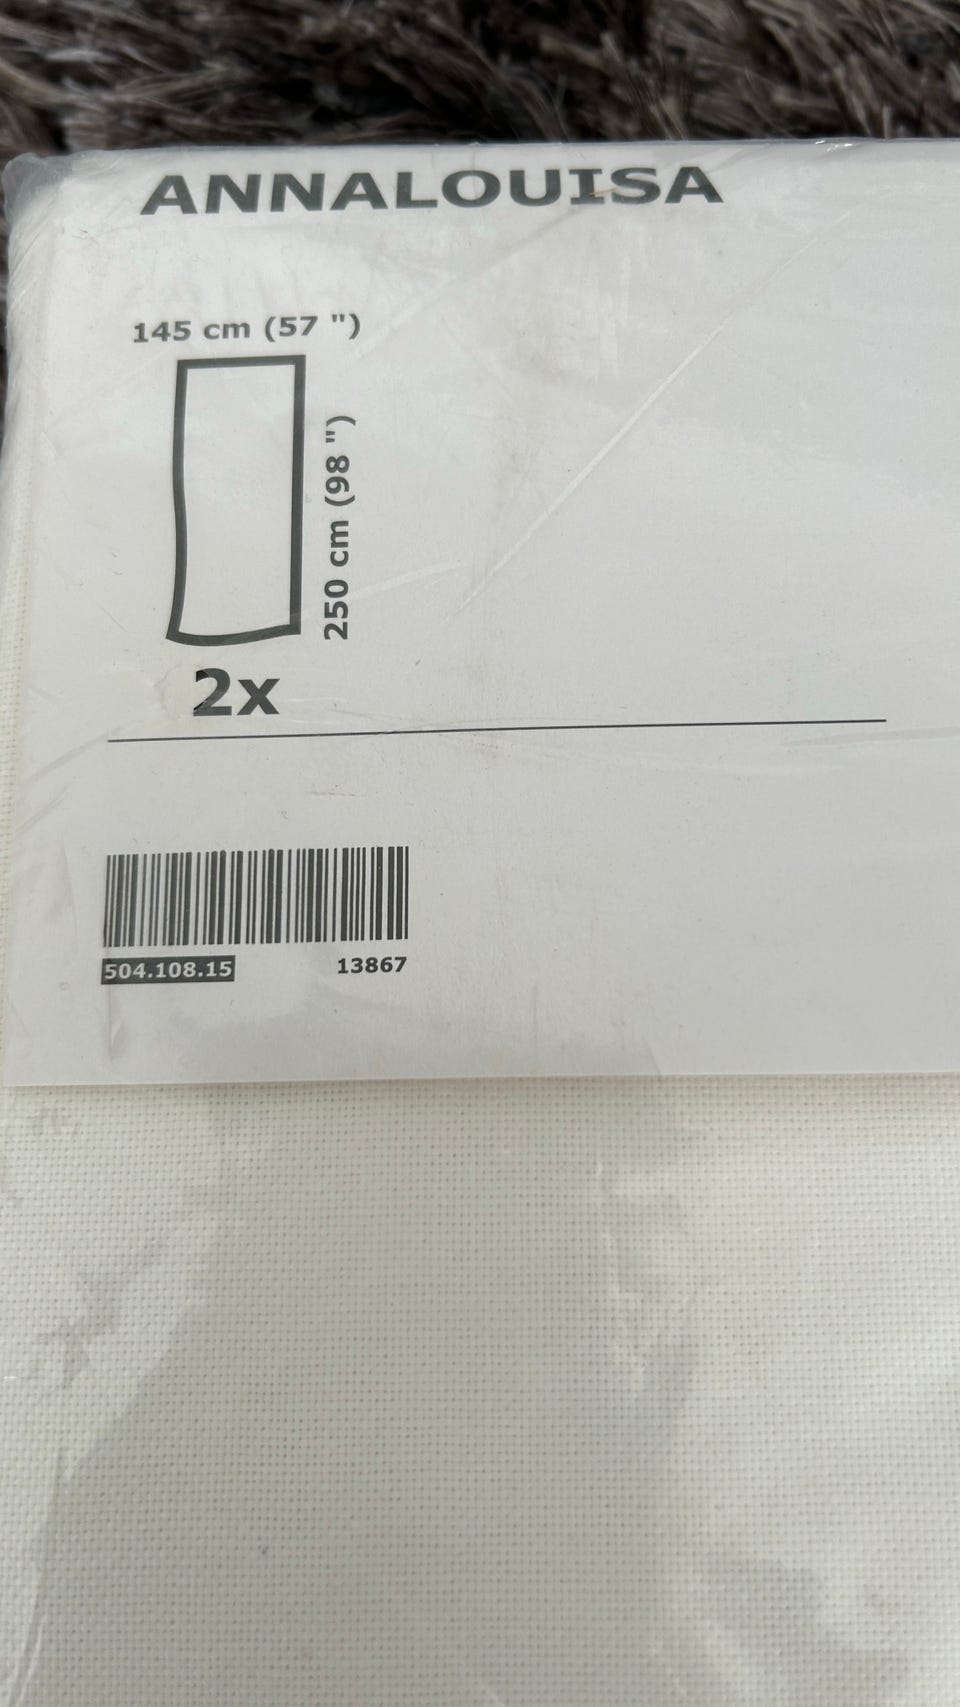 ANNALOUISA
145 cm (57 ")
250 cm (98 ")
2x
504.108.15
13867